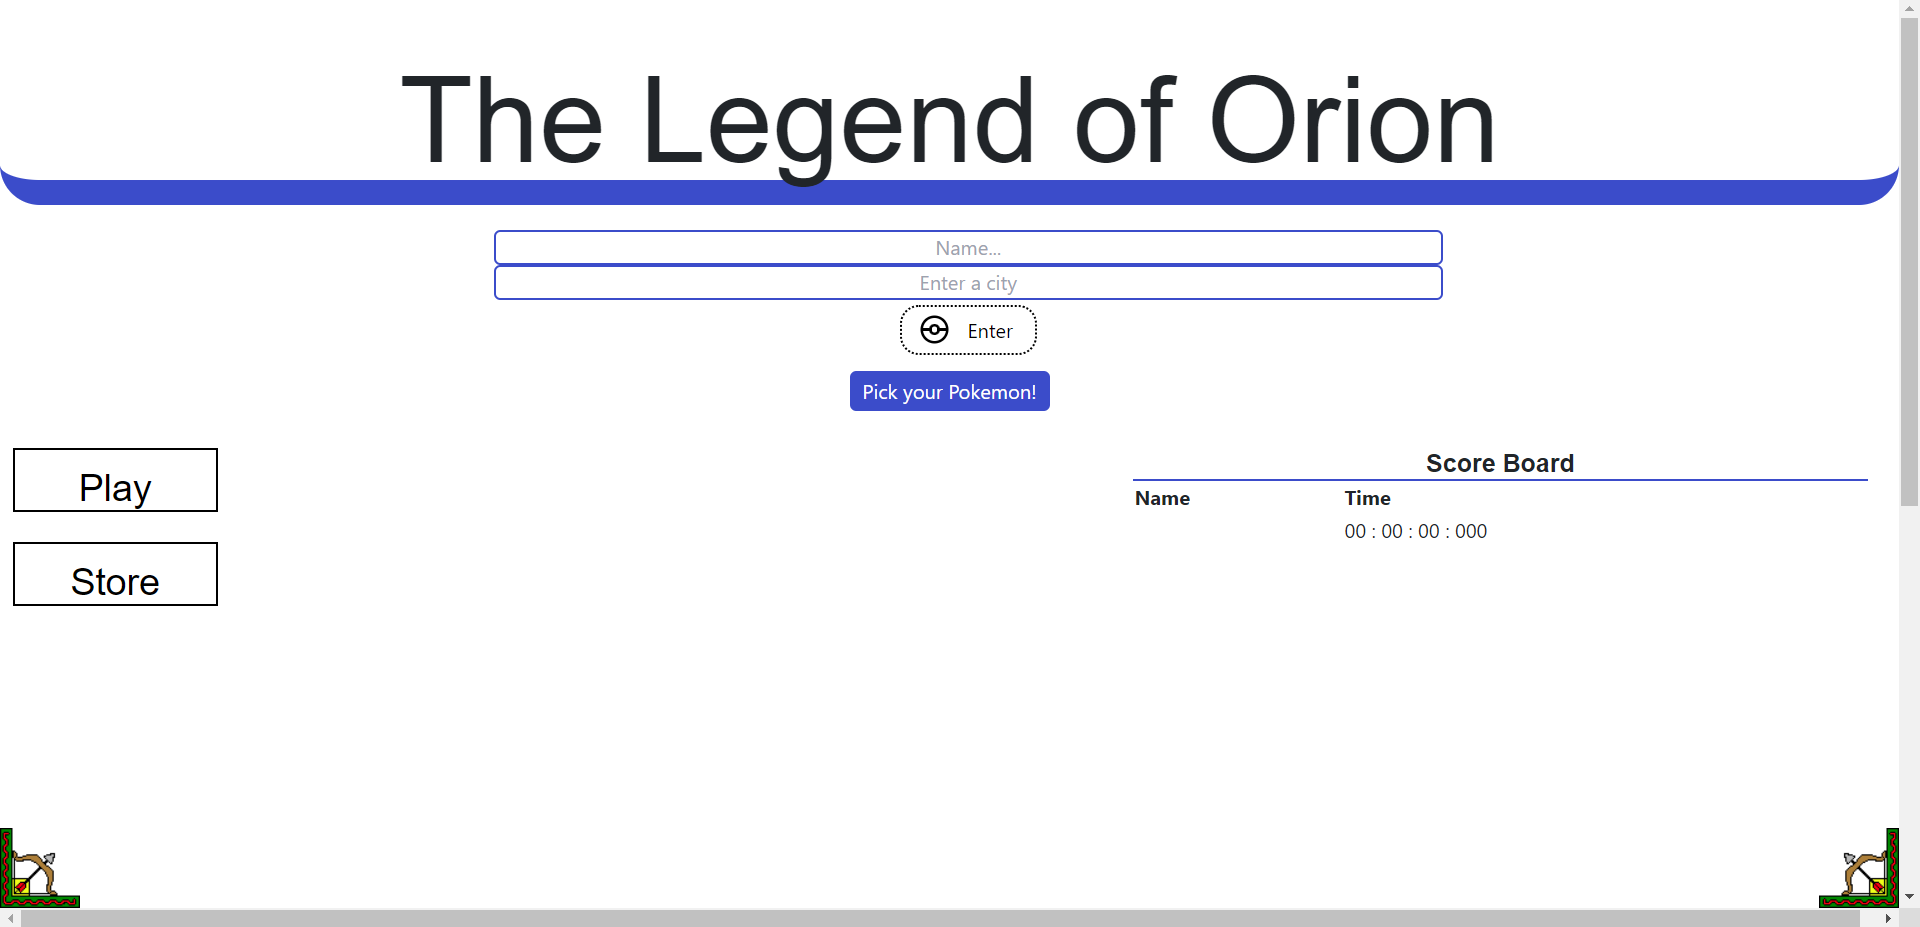 The Legend of Orion
Name...
Enter a city
Enter
Pick your Pokemon!
Play
Store
Score Board
Name Time
00 : 00 : 00 : 000